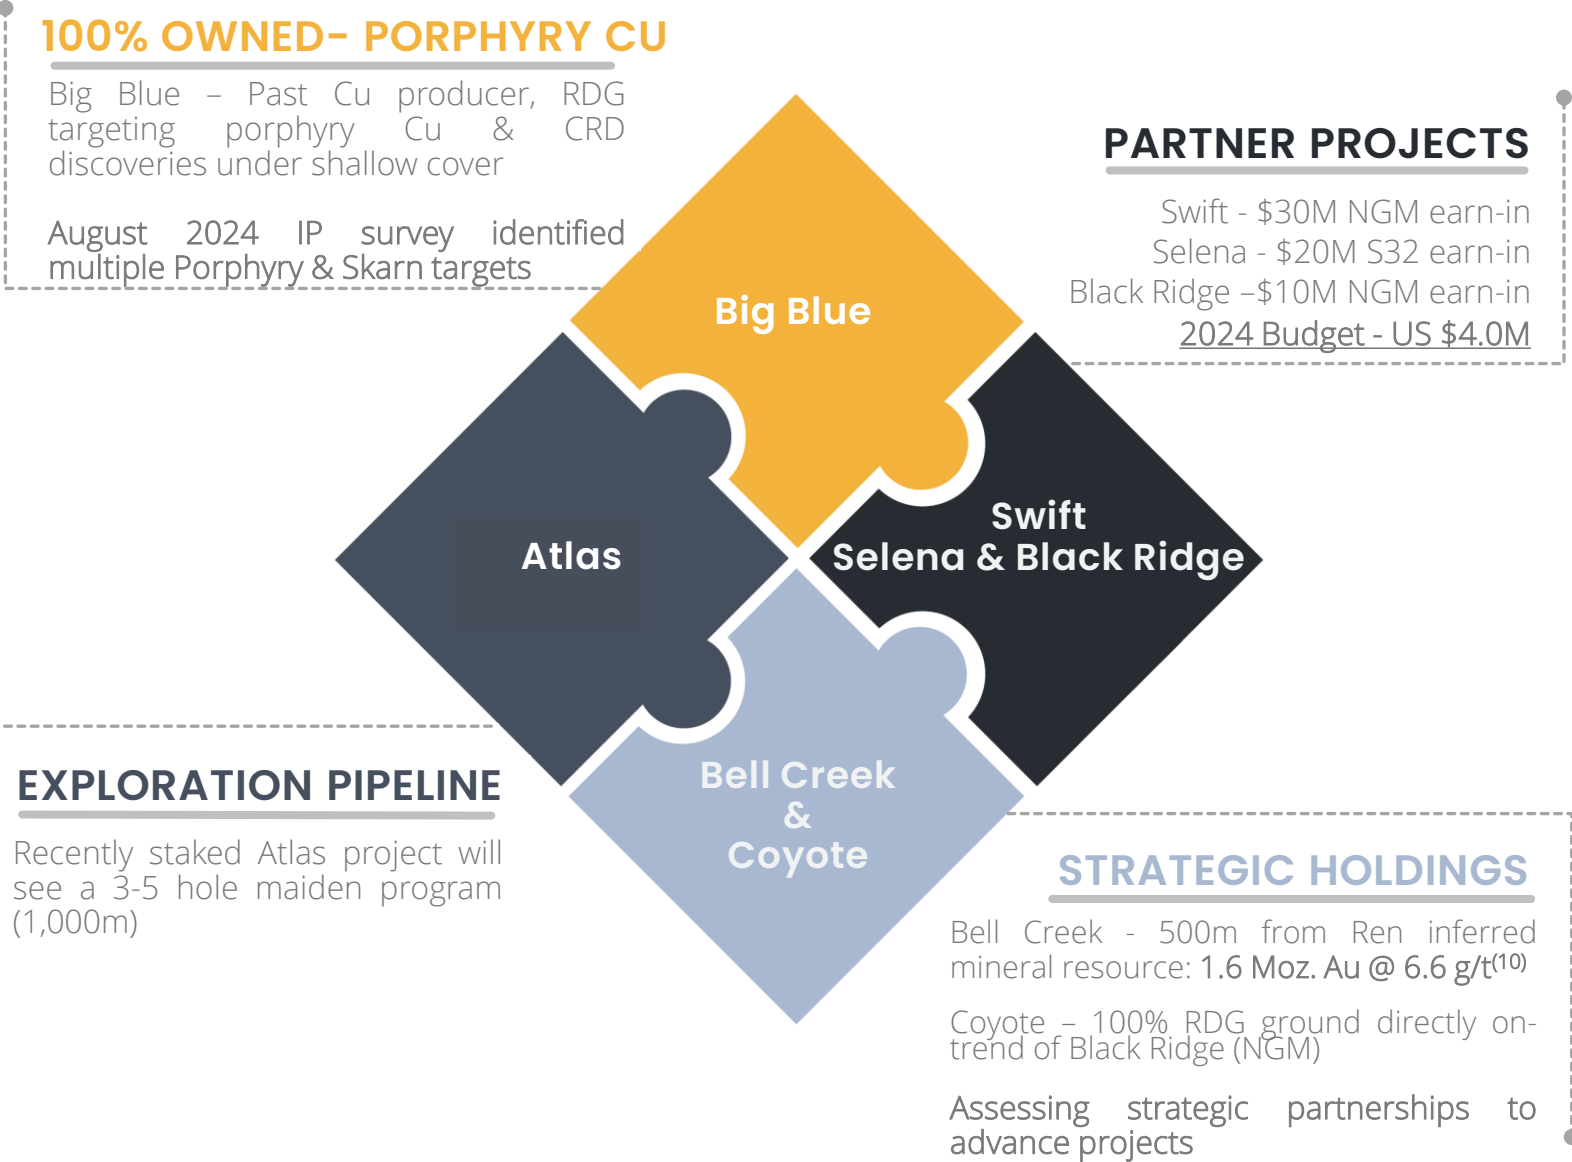 100% OWNED- PORPHYRY CU
Big Blue – Past Cu producer, RDG
targeting porphyry Cu & CRD
discoveries under shallow cover
August 2024 IP survey identified
multiple Porphyry & Skarn targets
PARTNER PROJECTS
Swift - $30M NGM earn-in
Selena - $20M S32 earn-in
Black Ridge –$10M NGM earn-in
2024 Budget - US $4.0M
Big Blue
Swift
Selena & Black Ridge
Atlas
Bell Creek
&
Coyote
EXPLORATION PIPELINE
Recently staked Atlas project will
see a 3-5 hole maiden program
(1,000m)
STRATEGIC HOLDINGS
Bell Creek - 500m from Ren inferred
mineral resource: 1.6 Moz. Au @ 6.6 g/t(10)
Coyote – 100% RDG ground directly on-
trend of Black Ridge (NGM)
Assessing strategic partnerships to
advance projects